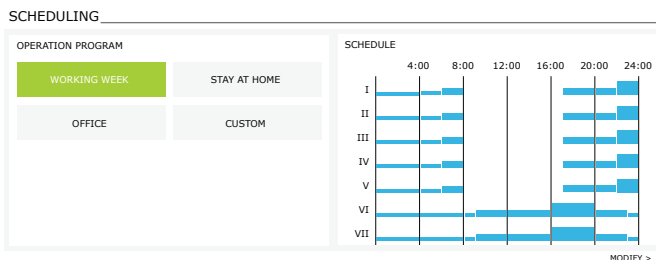 SCHEDULING
OPERATION PROGRAM
WORKING WEEK
STAY AT HOME
OFFICE
CUSTOM
SCHEDULE
4:00 8:00 12:00 16:00 20:00 24:00
I
II
III
IV
V
VI
VII
MODIFY >